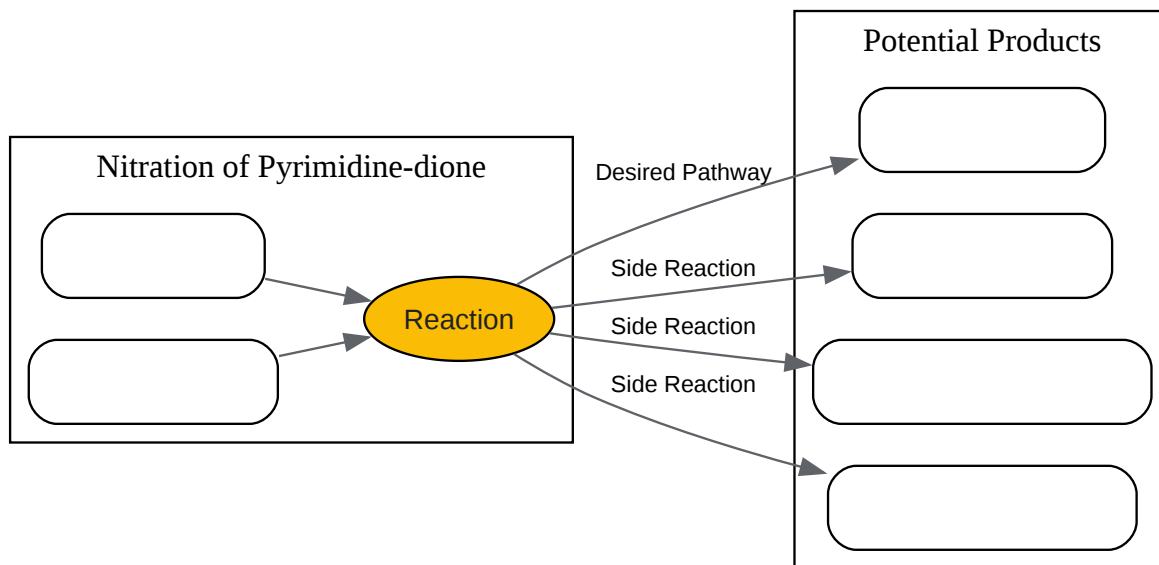 Potential Products
Nitration of Pyrimidine-dione
Desired Pathway
Side Reaction
Reaction
Side Reaction
Side Reaction